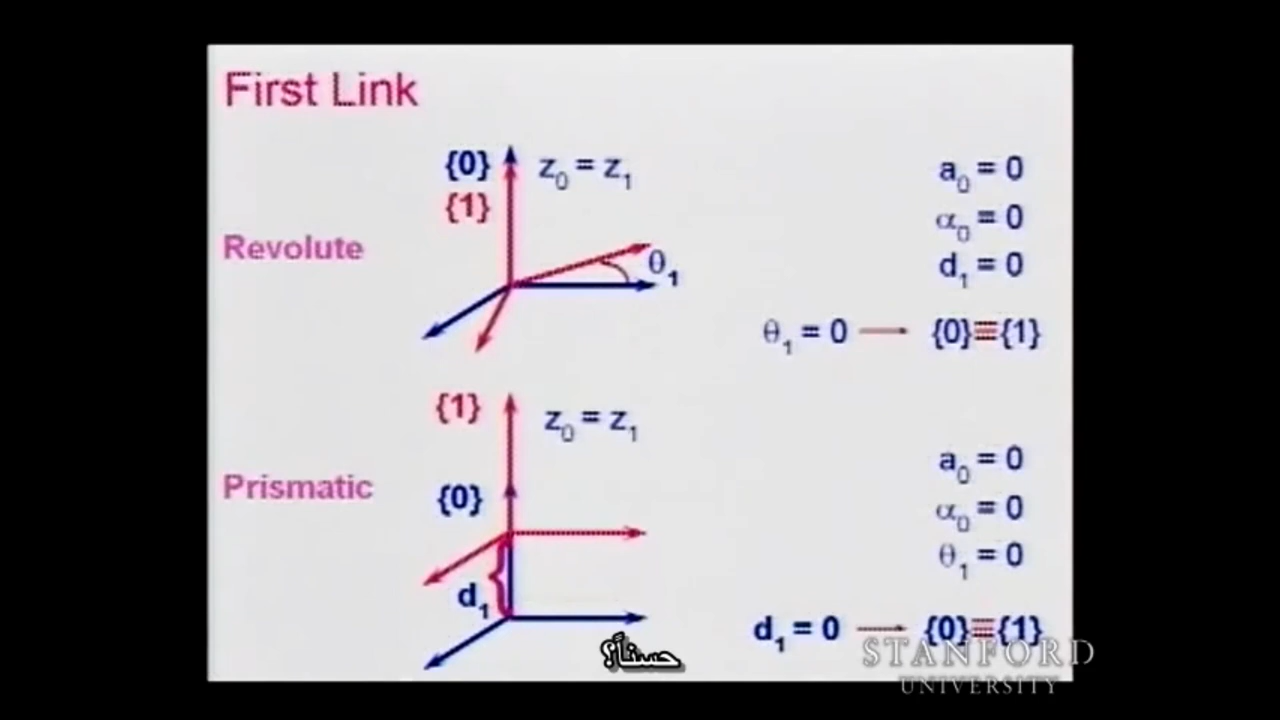 First Link
{0} z₀ = z₁ a₀ = 0
{1} α₀ = 0
Revolute θ₁ d₁ = 0
θ₁ = 0 → {0}≡{1}
{1} z₀ = z₁
Prismatic {0} a₀ = 0
α₀ = 0
θ₁ = 0
d₁ d₁ = 0 → {0}≡{1}
حسناً؟
STANFORD
UNIVERSITY